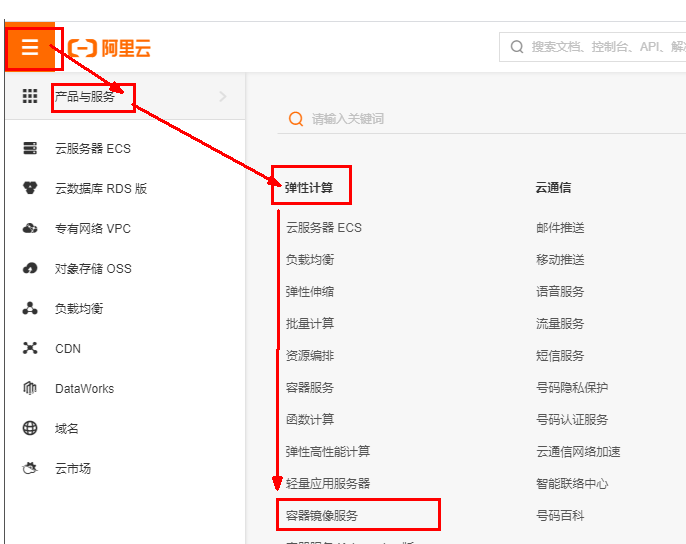 阿里云
搜索文档、控制台、API、
产品与服务
请输入关键词
云服务器 ECS
云数据库 RDS 版
专有网络 VPC
对象存储 OSS
负载均衡
CDN
DataWorks
域名
云市场
弹性计算
云服务器 ECS
负载均衡
弹性伸缩
批量计算
资源编排
容器服务
函数计算
弹性高性能计算
轻量应用服务器
容器镜像服务
云通信
邮件推送
移动推送
语音服务
流量服务
短信服务
号码隐私保护
号码认证服务
云通信网络加速
智能联络中心
号码百科